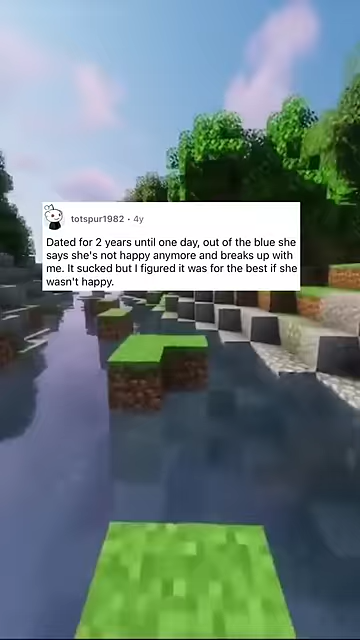 totspur1982 · 4y
Dated for 2 years until one day, out of the blue she
says she's not happy anymore and breaks up with
me. It sucked but I figured it was for the best if she
wasn't happy.